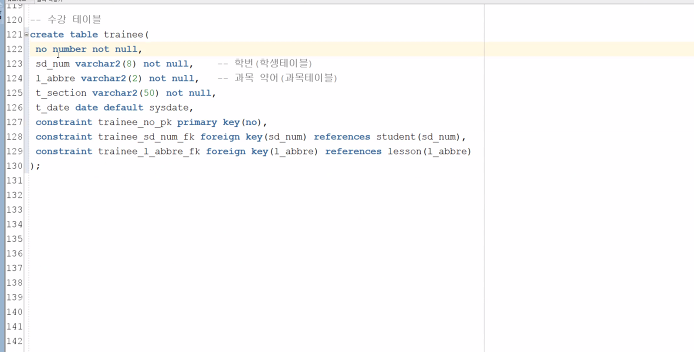 119
120 -- 수강 테이블
121 create table trainee(
122 no number not null,
123 sd_num varchar2(8) not null, -- 학번(학생테이블)
124 l_abbre varchar2(2) not null, -- 과목 약어(과목테이블)
125 t_section varchar2(50) not null,
126 t_date date default sysdate,
127 constraint trainee_no_pk primary key(no),
128 constraint trainee_sd_num_fk foreign key(sd_num) references student(sd_num),
129 constraint trainee_l_abbre_fk foreign key(l_abbre) references lesson(l_abbre)
130 );
131
132
133
134
135
136
137
138
139
140
141
142